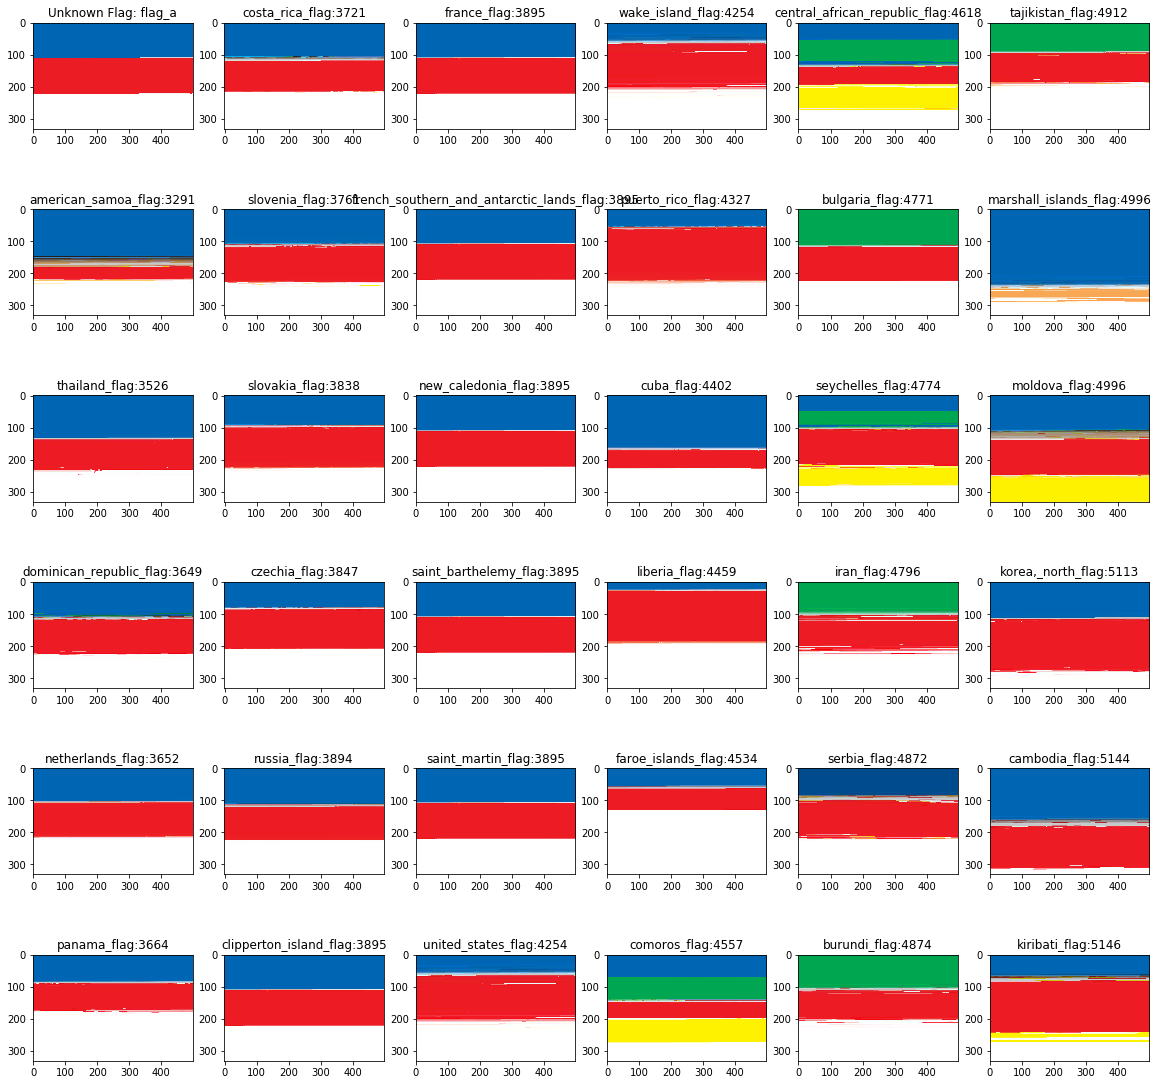 Unknown Flag: flag_a
costa_rica_flag:3721
france_flag:3895
wake_island_flag:4254
central_african_republic_flag:4618
tajikistan_flag:4912
0 0 0 0 0 0
100 100 100 100 100 100
200 200 200 200 200 200
300 300 300 300 300 300
0 100 200 300 400 0 100 200 300 400 0 100 200 300 400 0 100 200 300 400 0 100 200 300 400 0 100 200 300 400
american_samoa_flag:3291
slovenia_flag:3761
french_southern_and_antarctic_lands_flag:3895
puerto_rico_flag:4327
bulgaria_flag:4771
marshall_islands_flag:4996
0 0 0 0 0 0
100 100 100 100 100 100
200 200 200 200 200 200
300 300 300 300 300 300
0 100 200 300 400 0 100 200 300 400 0 100 200 300 400 0 100 200 300 400 0 100 200 300 400 0 100 200 300 400
thailand_flag:3526
slovakia_flag:3838
new_caledonia_flag:3895
cuba_flag:4402
seychelles_flag:4774
moldova_flag:4996
0 0 0 0 0 0
100 100 100 100 100 100
200 200 200 200 200 200
300 300 300 300 300 300
0 100 200 300 400 0 100 200 300 400 0 100 200 300 400 0 100 200 300 400 0 100 200 300 400 0 100 200 300 400
dominican_republic_flag:3649
czechia_flag:3847
saint_barthelemy_flag:3895
liberia_flag:4459
iran_flag:4796
korea,_north_flag:5113
0 0 0 0 0 0
100 100 100 100 100 100
200 200 200 200 200 200
300 300 300 300 300 300
0 100 200 300 400 0 100 200 300 400 0 100 200 300 400 0 100 200 300 400 0 100 200 300 400 0 100 200 300 400
netherlands_flag:3652
russia_flag:3894
saint_martin_flag:3895
faroe_islands_flag:4534
serbia_flag:4872
cambodia_flag:5144
0 0 0 0 0 0
100 100 100 100 100 100
200 200 200 200 200 200
300 300 300 300 300 300
0 100 200 300 400 0 100 200 300 400 0 100 200 300 400 0 100 200 300 400 0 100 200 300 400 0 100 200 300 400
panama_flag:3664
clipperton_island_flag:3895
united_states_flag:4254
comoros_flag:4557
burundi_flag:4874
kiribati_flag:5146
0 0 0 0 0 0
100 100 100 100 100 100
200 200 200 200 200 200
300 300 300 300 300 300
0 100 200 300 400 0 100 200 300 400 0 100 200 300 400 0 100 200 300 400 0 100 200 300 400 0 100 200 300 400